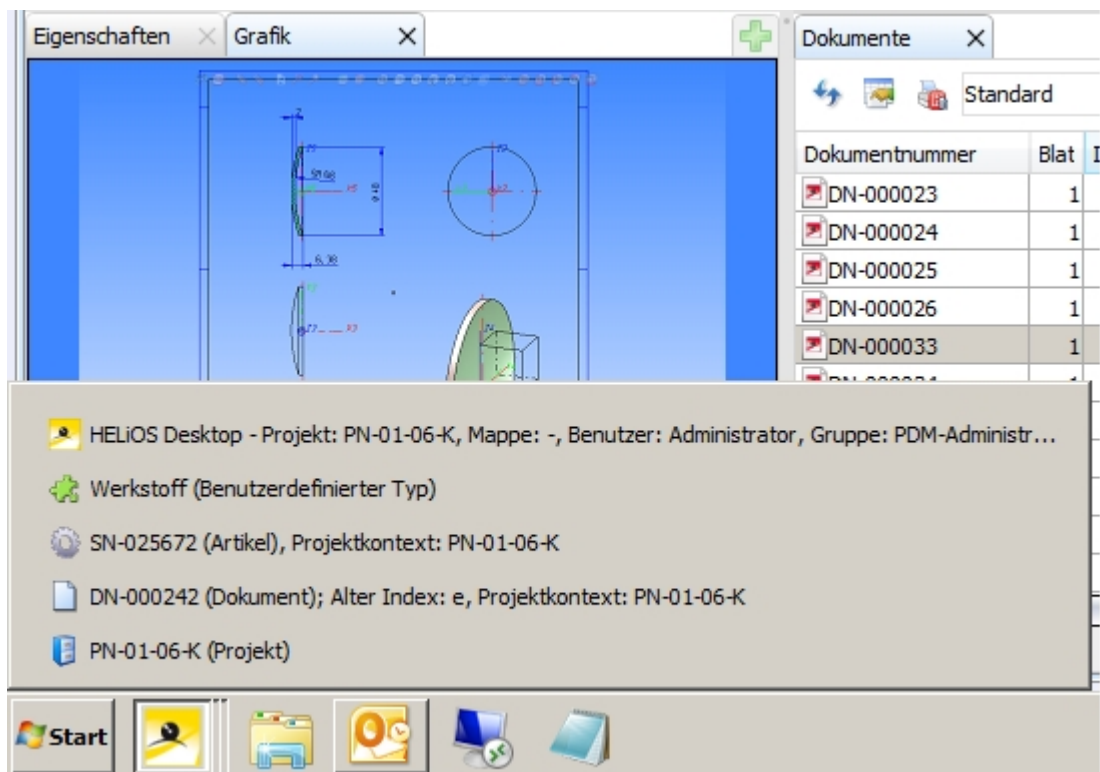 Eigenschaften
Grafik
Dokumente
Standard
Dokumentnummer Blat
DN-000023 1
DN-000024 1
DN-000025 1
DN-000026 1
DN-000033 1
6,38
HELiOS Desktop - Projekt: PN-01-06-K, Mappe: -, Benutzer: Administrator, Gruppe: PDM-Administr...
Werkstoff (Benutzerdefinierter Typ)
SN-025672 (Artikel), Projektkontext: PN-01-06-K
DN-000242 (Dokument); Alter Index: e, Projektkontext: PN-01-06-K
PN-01-06-K (Projekt)
Start